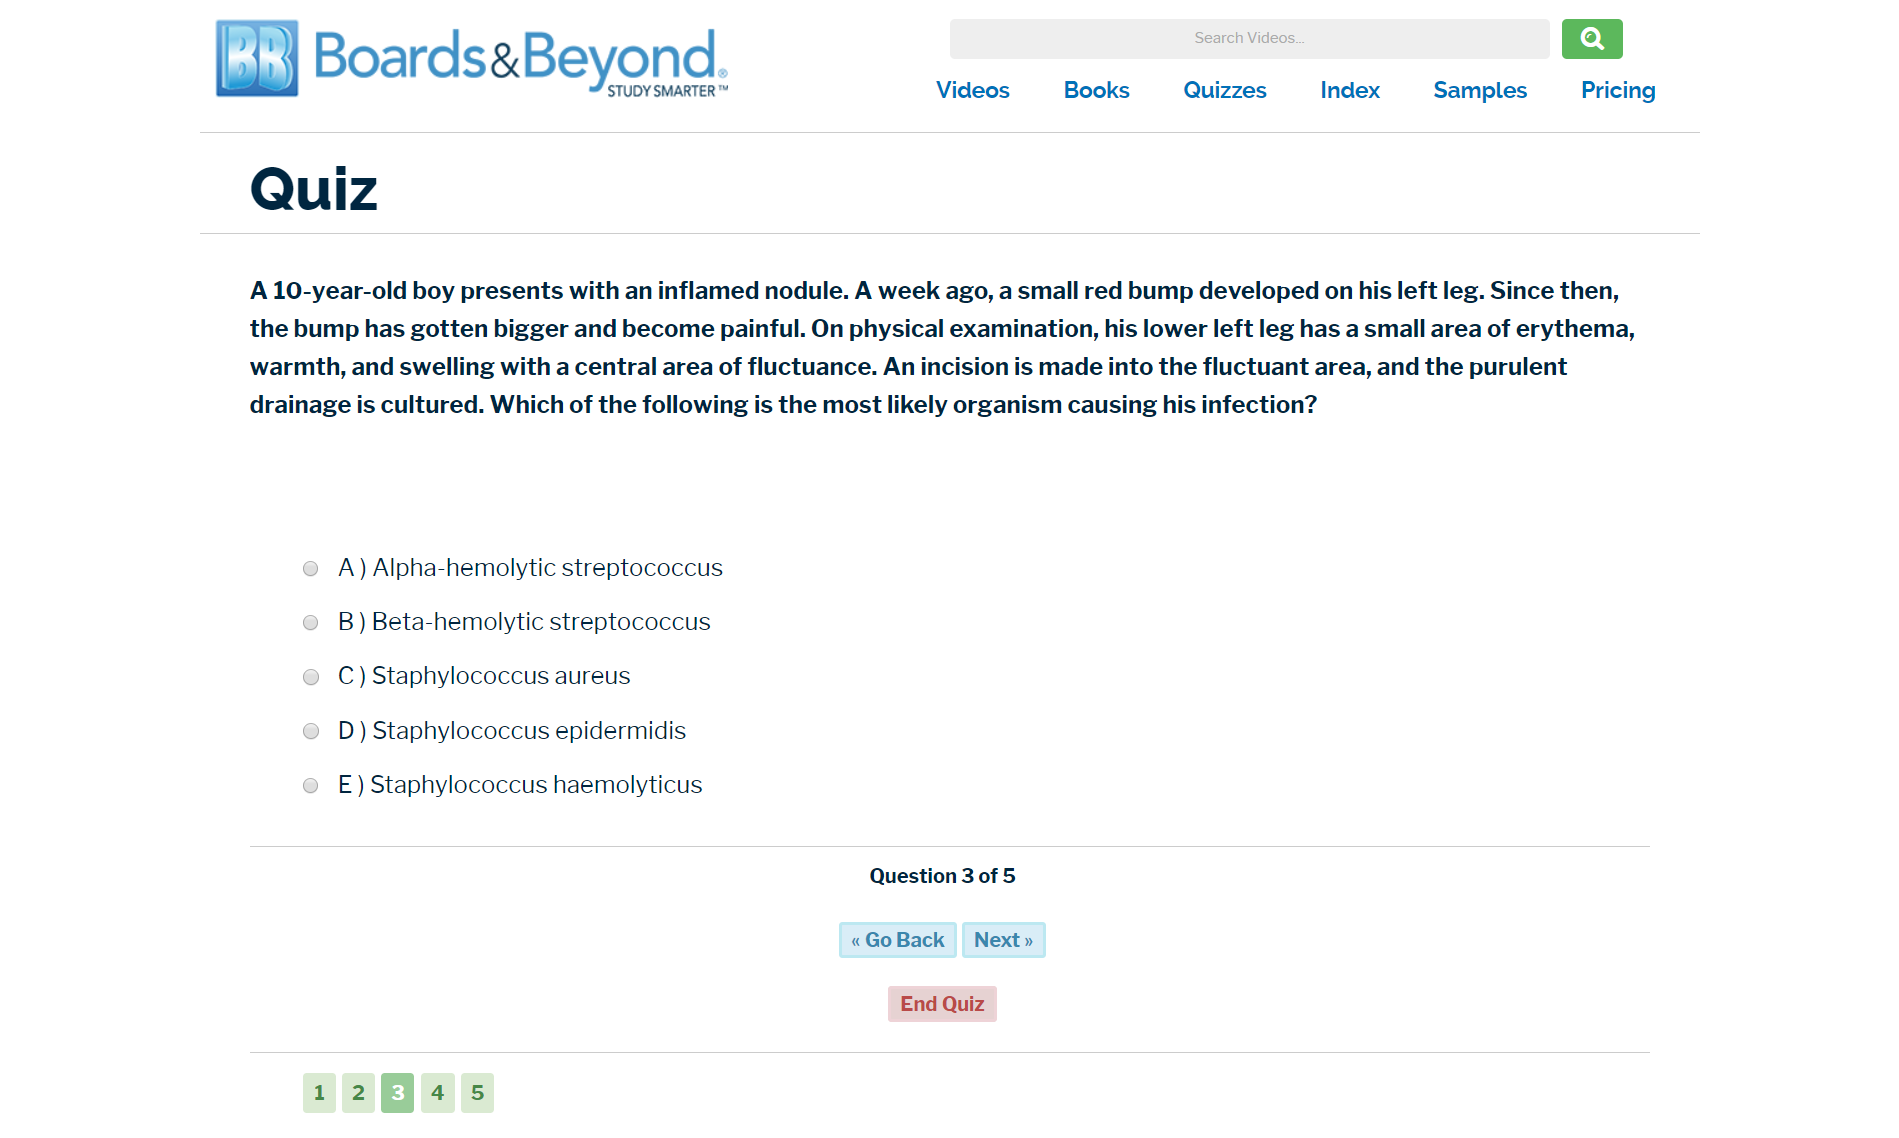 BB Boards&Beyond®
STUDY SMARTER™
Search Videos...
Videos Books Quizzes Index Samples Pricing
Quiz
A 10-year-old boy presents with an inflamed nodule. A week ago, a small red bump developed on his left leg. Since then,
the bump has gotten bigger and become painful. On physical examination, his lower left leg has a small area of erythema,
warmth, and swelling with a central area of fluctuance. An incision is made into the fluctuant area, and the purulent
drainage is cultured. Which of the following is the most likely organism causing his infection?
A ) Alpha-hemolytic streptococcus
B ) Beta-hemolytic streptococcus
C ) Staphylococcus aureus
D ) Staphylococcus epidermidis
E ) Staphylococcus haemolyticus
Question 3 of 5
« Go Back Next »
End Quiz
1 2 3 4 5